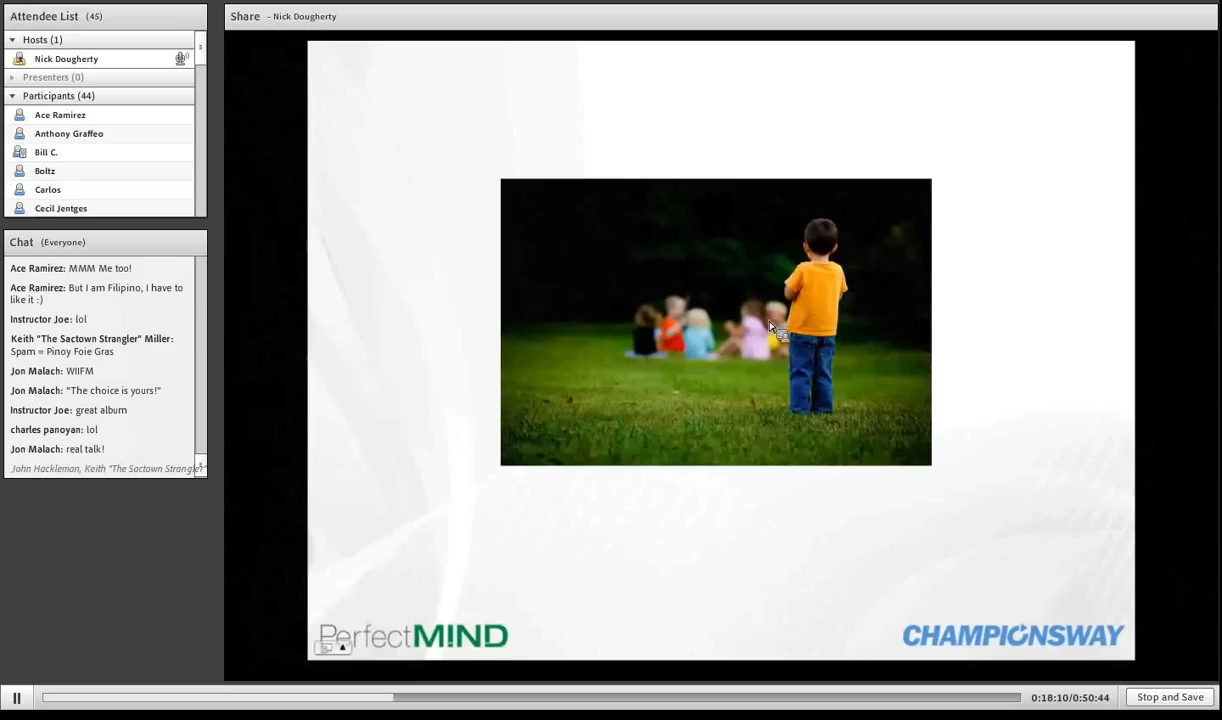 Attendee List (45)
Hosts (1)
Nick Dougherty
Presenters (0)
Participants (44)
Ace Ramirez
Anthony Graffeo
Bill C.
Boltz
Carlos
Cecil Jentges
Chat (Everyone)
Ace Ramirez: MMM Me too!
Ace Ramirez: But I am Filipino, I have to
like it :)
Instructor Joe: lol
Keith "The Sactown Strangler" Miller:
Spam = Pinoy Foie Gras
Jon Malach: WIIFM
Jon Malach: "The choice is yours!"
Instructor Joe: great album
charles panoyan: lol
Jon Malach: real talk!
John Hackleman, Keith "The Sactown Strangler"
Share - Nick Dougherty
PerfectM!ND
CHAMPIONSWAY
0:18:10/0:50:44
Stop and Save